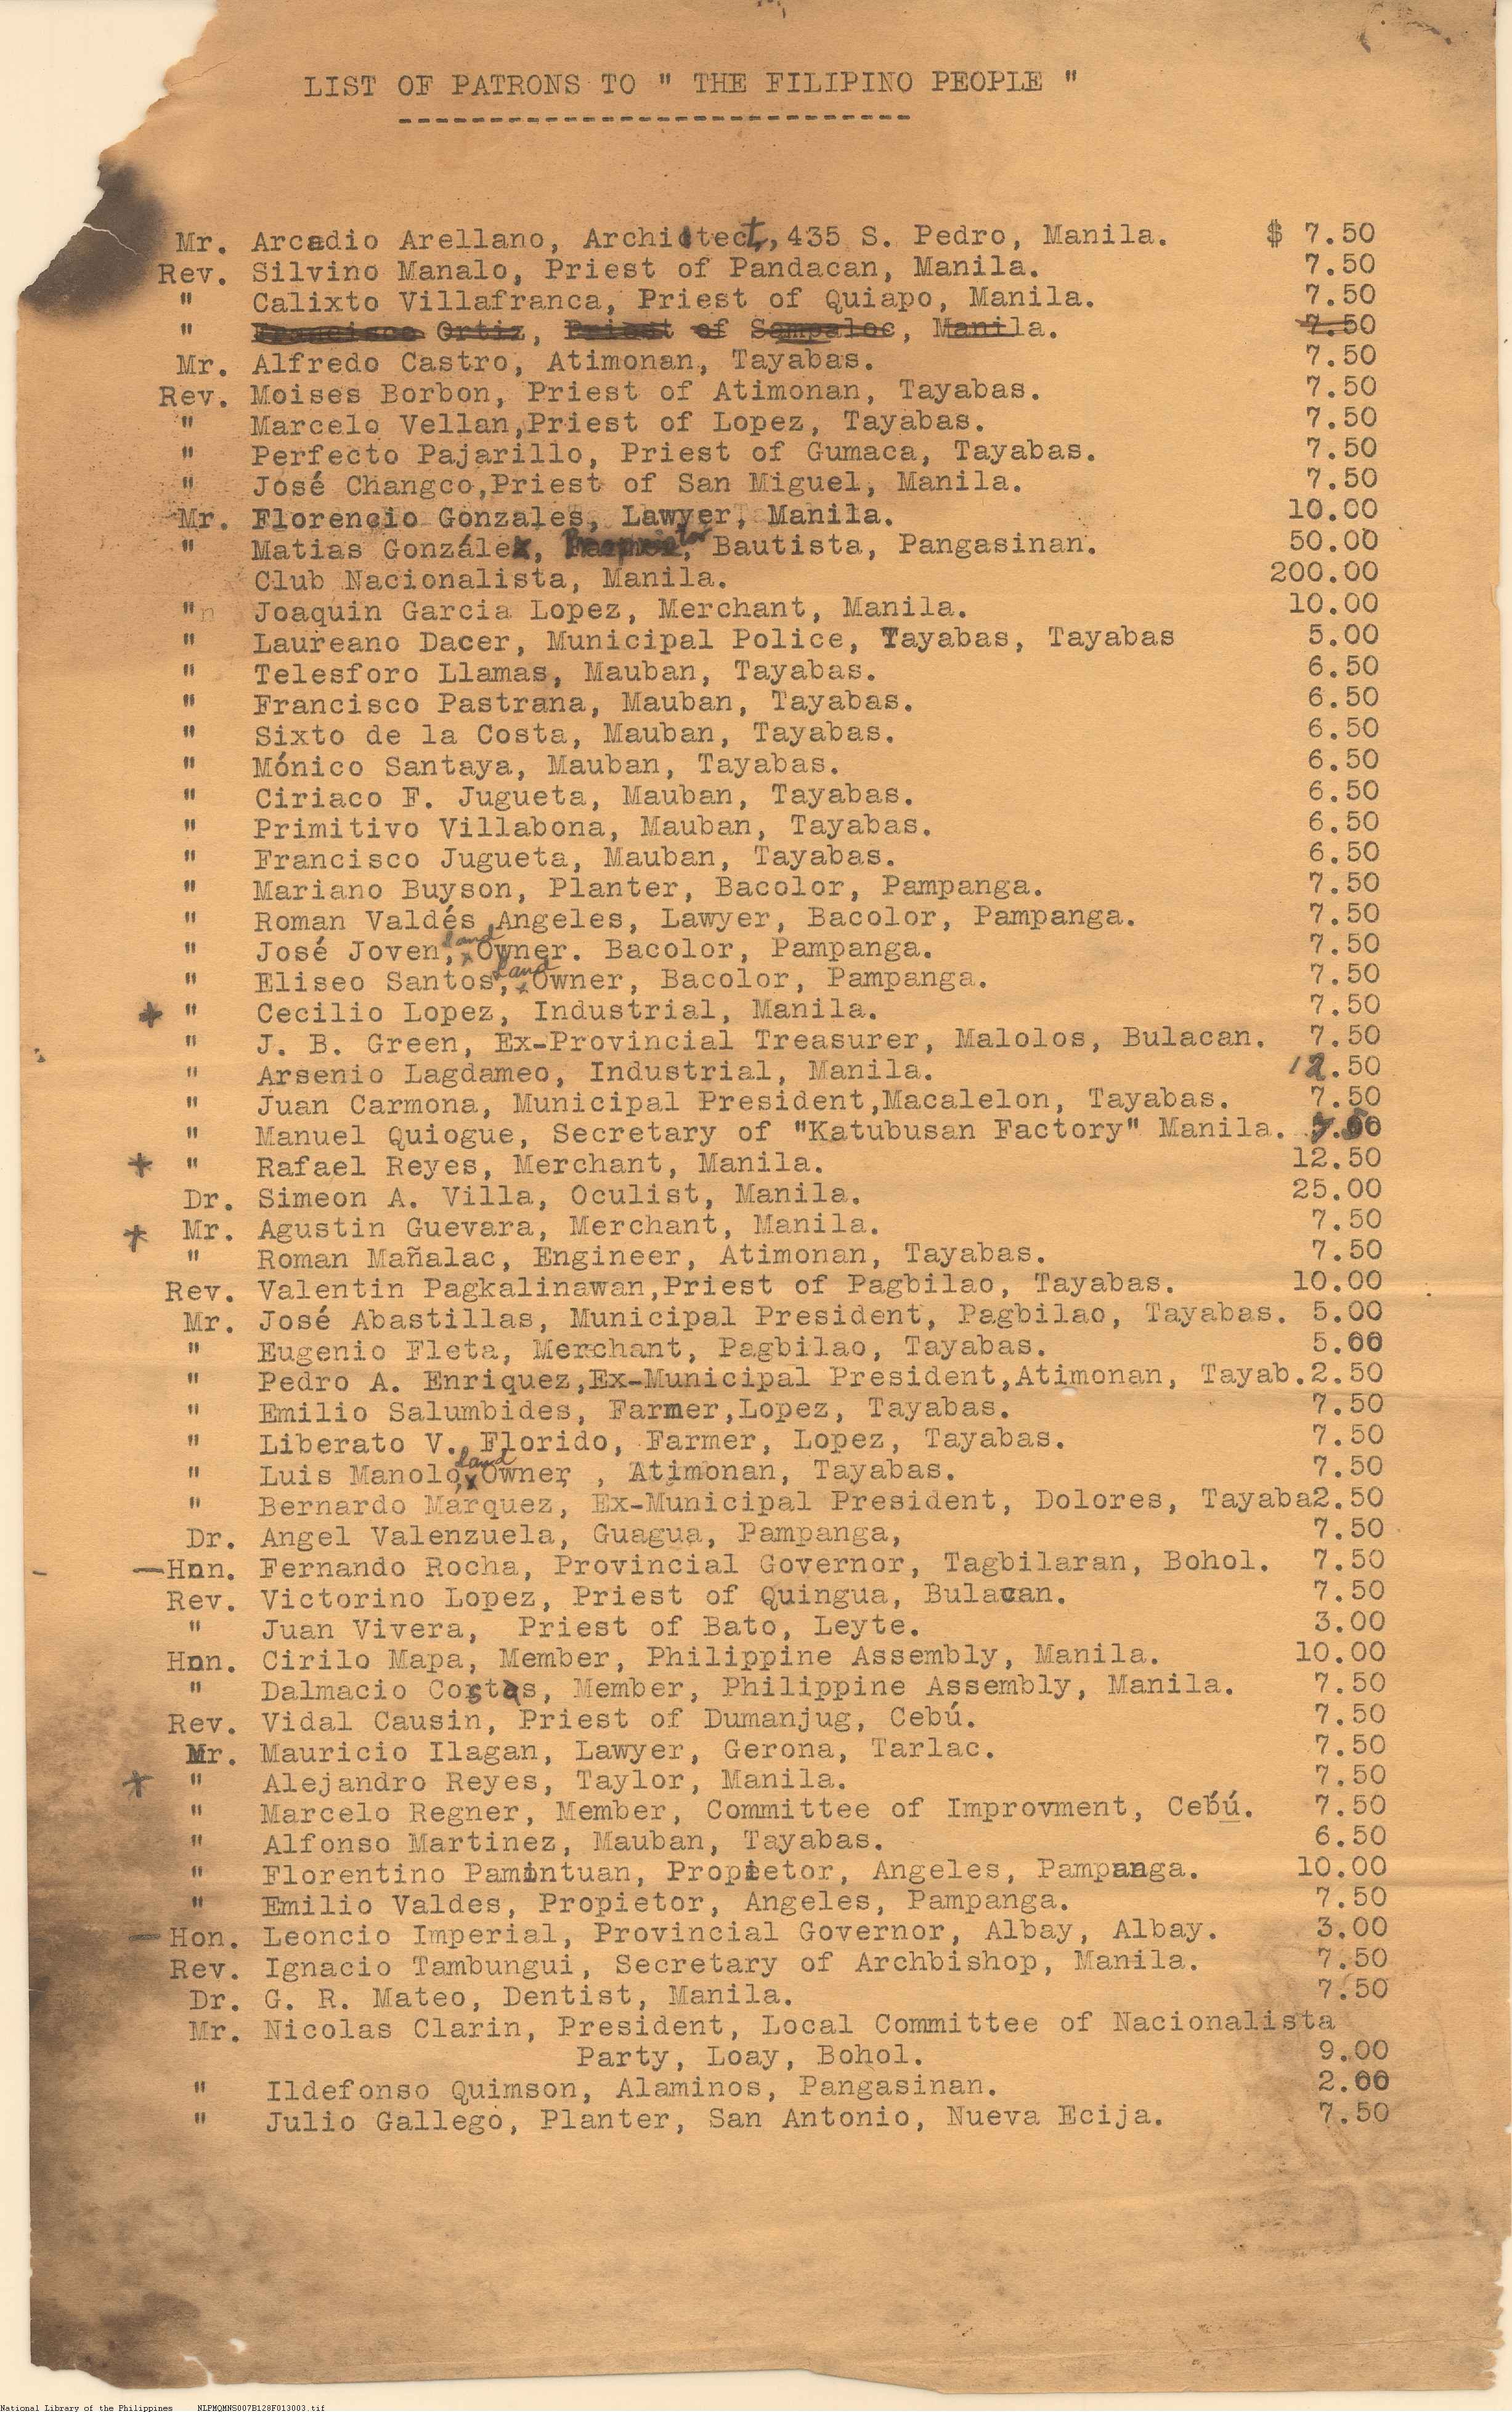 LIST OF PATRONS TO " THE FILIPINO PEOPLE "
----------------------------
Mr. Arcadio Arellano, Architect, 435 S. Pedro, Manila. $ 7.50
Rev. Silvino Manalo, Priest of Pandacan, Manila. 7.50
" Calixto Villafranca, Priest of Quiapo, Manila. 7.50
" Francisco Ortiz, Priest of Sampaloc, Manila. 7.50
Mr. Alfredo Castro, Atimonan, Tayabas. 7.50
Rev. Moises Borbon, Priest of Atimonan, Tayabas. 7.50
" Marcelo Vellan,Priest of Lopez, Tayabas. 7.50
" Perfecto Pajarillo, Priest of Gumaca, Tayabas. 7.50
" José Changco,Priest of San Miguel, Manila. 7.50
Mr. Florencio Gonzales, Lawyer, Manila. 10.00
" Matias González, Bautista, Pangasinan. 50.00
Club Nacionalista, Manila. 200.00
" Joaquin Garcia Lopez, Merchant, Manila. 10.00
" Laureano Dacer, Municipal Police, Tayabas, Tayabas 5.00
" Telesforo Llamas, Mauban, Tayabas. 6.50
" Francisco Pastrana, Mauban, Tayabas. 6.50
" Sixto de la Costa, Mauban, Tayabas. 6.50
" Mónico Santaya, Mauban, Tayabas. 6.50
" Ciriaco F. Jugueta, Mauban, Tayabas. 6.50
" Primitivo Villabona, Mauban, Tayabas. 6.50
" Francisco Jugueta, Mauban, Tayabas. 6.50
" Mariano Buyson, Planter, Bacolor, Pampanga. 7.50
" Roman Valdés ,Angeles, Lawyer, Bacolor, Pampanga. 7.50
" José Joven, land Owner. Bacolor, Pampanga. 7.50
" Eliseo Santos, Land Owner, Bacolor, Pampanga. 7.50
" Cecilio Lopez, Industrial, Manila. 7.50
" J. B. Green, Ex-Provincial Treasurer, Malolos, Bulacan. 7.50
" Arsenio Lagdameo, Industrial, Manila. 12.50
" Juan Carmona, Municipal President,Macalelon, Tayabas. 7.50
" Manuel Quiogue, Secretary of "Katubusan Factory" Manila.
" Rafael Reyes, Merchant, Manila. 12.50
Dr. Simeon A. Villa, Oculist, Manila. 25.00
Mr. Agustin Guevara, Merchant, Manila. 7.50
" Roman Mañalac, Engineer, Atimonan, Tayabas. 7.50
Rev. Valentin Pagkalinawan,Priest of Pagbilao, Tayabas. 10.00
Mr. José Abastillas, Municipal President, Pagbilao, Tayabas. 5.00
" Eugenio Fleta, Merchant, Pagbilao, Tayabas. 5.00
" Pedro A. Enriquez,Ex-Municipal President,Atimonan, Tayab.2.50
" Emilio Salumbides, Farmer,Lopez, Tayabas. 7.50
" Liberato V. Florido, Farmer, Lopez, Tayabas. 7.50
" Luis Manolo, land Owner , Atimonan, Tayabas. 7.50
" Bernardo Marquez, Ex-Municipal President, Dolores, Tayaba2.50
Dr. Angel Valenzuela, Guagua, Pampanga, 7.50
—Hon. Fernando Rocha, Provincial Governor, Tagbilaran, Bohol. 7.50
Rev. Victorino Lopez, Priest of Quingua, Bulacan. 7.50
" Juan Vivera, Priest of Bato, Leyte. 3.00
Hon. Cirilo Mapa, Member, Philippine Assembly, Manila. 10.00
" Dalmacio Costas, Member, Philippine Assembly, Manila. 7.50
Rev. Vidal Causin, Priest of Dumanjug, Cebú. 7.50
Mr. Mauricio Ilagan, Lawyer, Gerona, Tarlac. 7.50
" Alejandro Reyes, Taylor, Manila. 7.50
" Marcelo Regner, Member, Committee of Improvment, Cebú. 7.50
" Alfonso Martinez, Mauban, Tayabas. 6.50
" Florentino Pamintuan, Propietor, Angeles, Pampanga. 10.00
" Emilio Valdes, Propietor, Angeles, Pampanga. 7.50
—Hon. Leoncio Imperial, Provincial Governor, Albay, Albay. 3.00
Rev. Ignacio Tambungui, Secretary of Archbishop, Manila. 7.50
Dr. G. R. Mateo, Dentist, Manila. 7.50
Mr. Nicolas Clarin, President, Local Committee of Nacionalista
Party, Loay, Bohol. 9.00
" Ildefonso Quimson, Alaminos, Pangasinan. 2.00
" Julio Gallego, Planter, San Antonio, Nueva Ecija. 7.50
National Library of the Philippines NLPMQMNS007B128F013003.tif